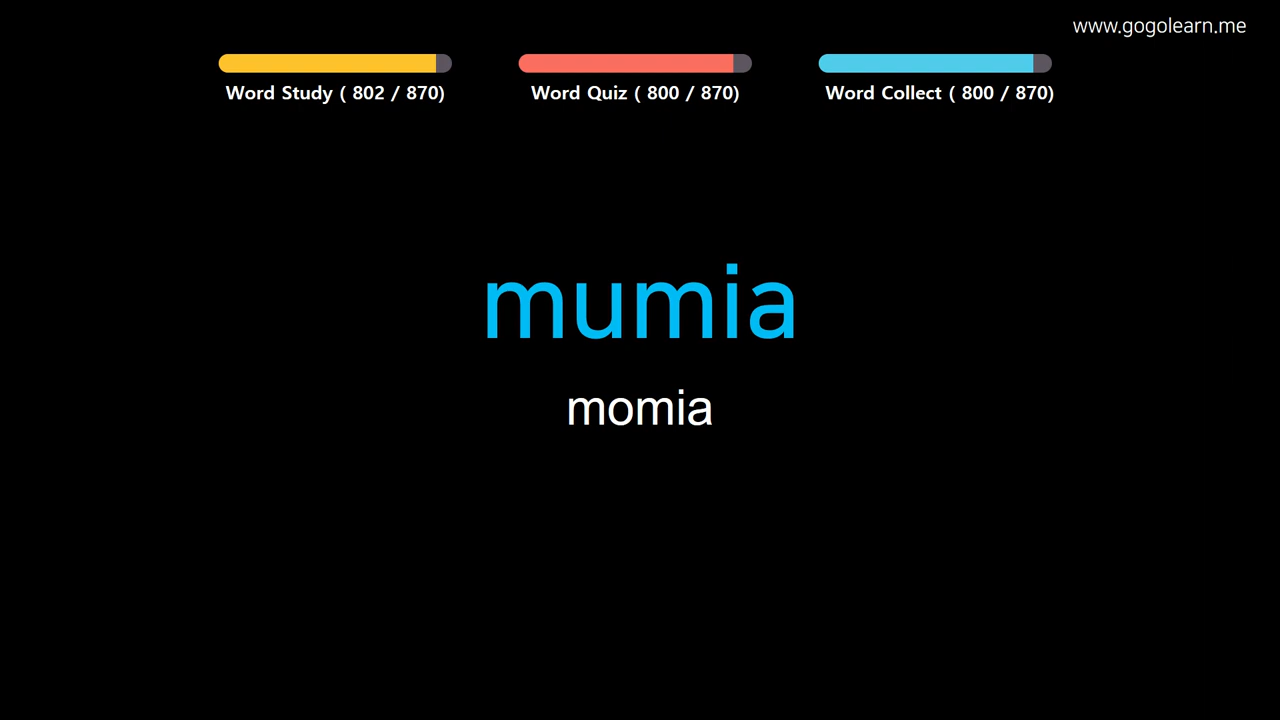 www.gogolearn.me
Word Study ( 802 / 870)
Word Quiz ( 800 / 870)
Word Collect ( 800 / 870)
mumia
momia